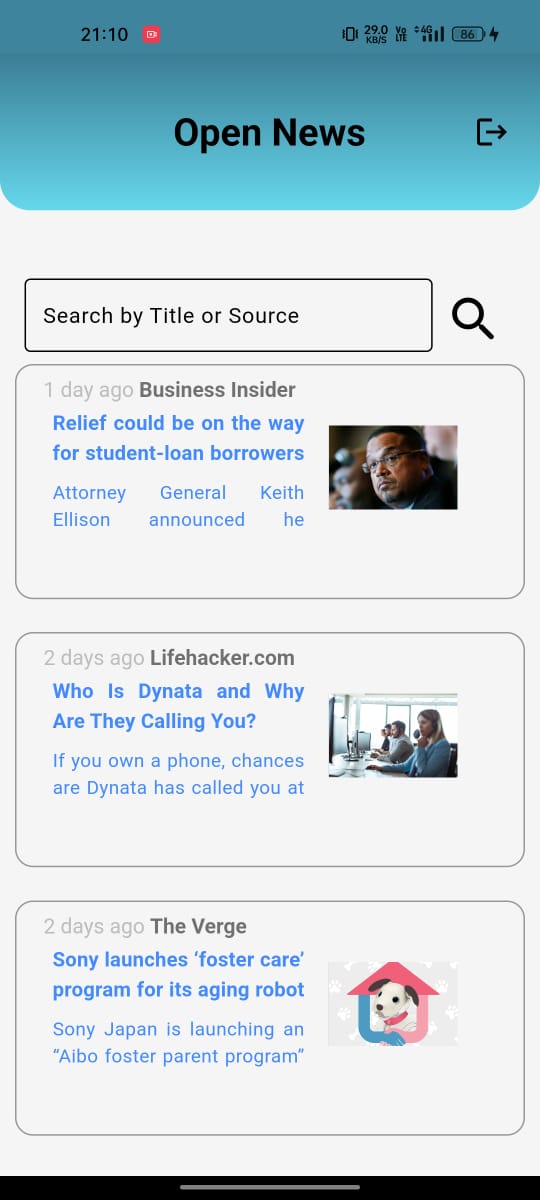 21:10 29.0 KB/S Vo LTE 4G 86
Open News
Search by Title or Source
1 day ago Business Insider
Relief could be on the way
for student-loan borrowers
Attorney General Keith
Ellison announced he
2 days ago Lifehacker.com
Who Is Dynata and Why
Are They Calling You?
If you own a phone, chances
are Dynata has called you at
2 days ago The Verge
Sony launches ‘foster care’
program for its aging robot
Sony Japan is launching an
“Aibo foster parent program”